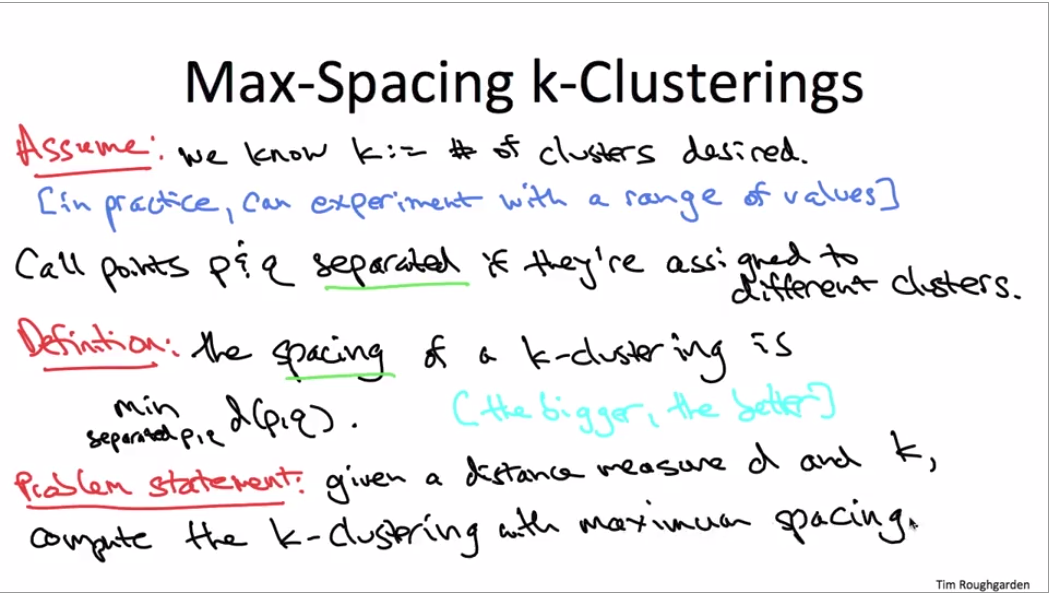 Max-Spacing k-Clusterings
Assume: we know k := # of clusters desired.
[in practice, can experiment with a range of values]
Call points p & q separated if they're assigned to
different clusters.
Definition: the spacing of a k-clustering is
min separated p,q d(p,q). [the bigger, the better]
Problem statement: given a distance measure d and k,
compute the k-clustering with maximum spacing.
Tim Roughgarden